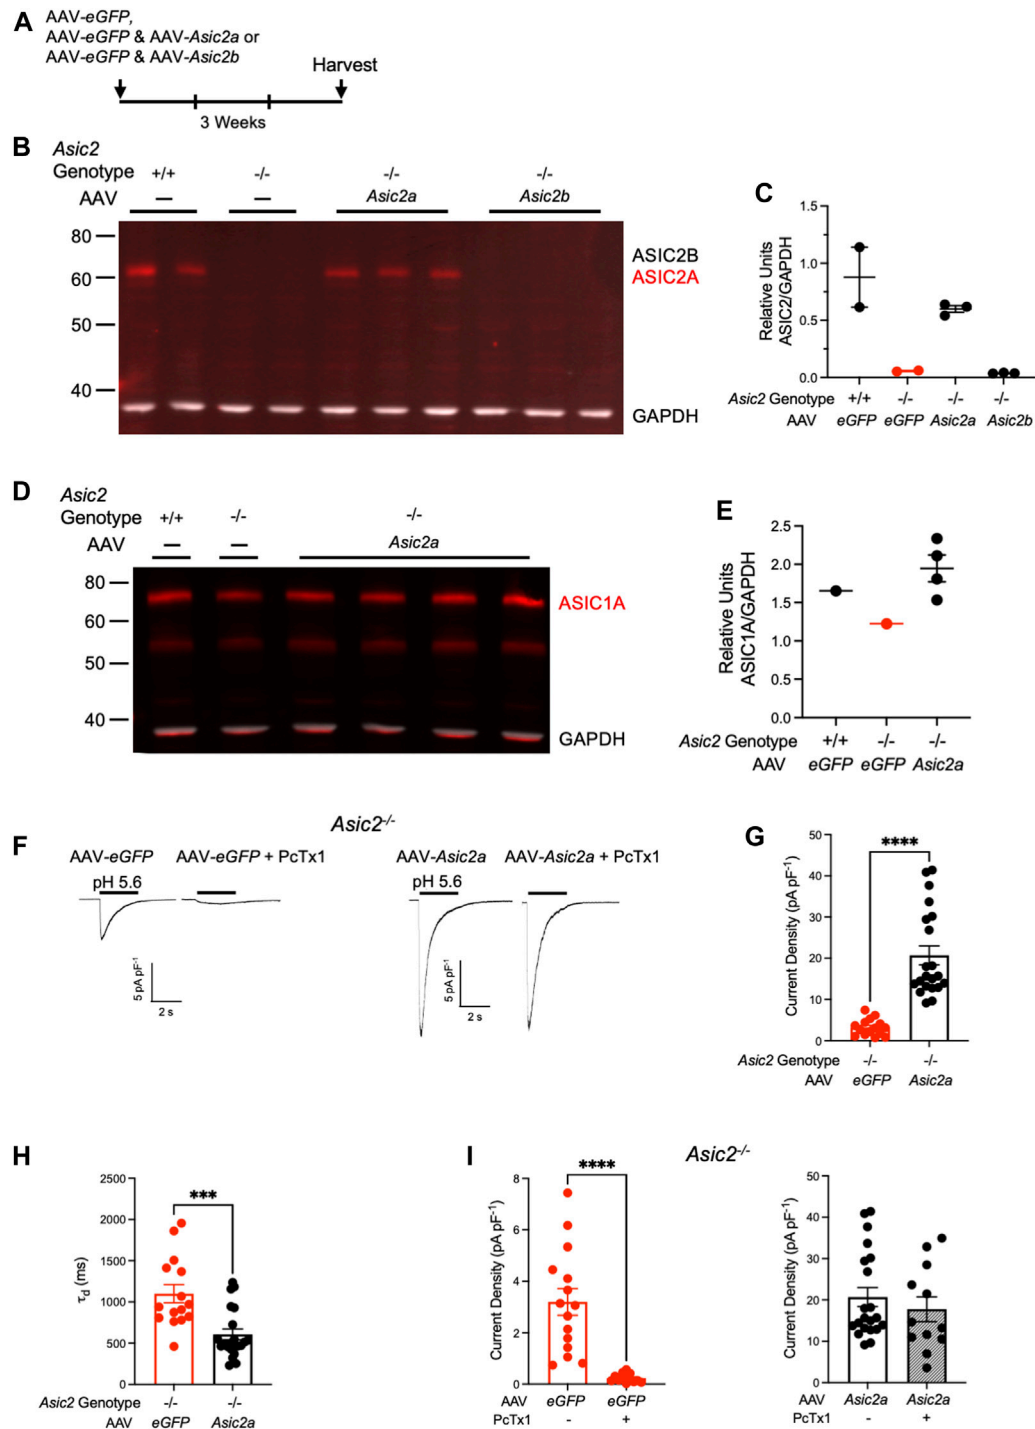 A
AAV-eGFP,
AAV-eGFP & AAV-Asic2a or
AAV-eGFP & AAV-Asic2b
Harvest
3 Weeks
B
Asic2
Genotype +/+ -/- -/- -/-
AAV — — Asic2a Asic2b
80
60
50
40
ASIC2B
ASIC2A
GAPDH
C
Relative Units
ASIC2/GAPDH
1.5
1.0
0.5
0.0
Asic2 Genotype +/+ -/- -/- -/-
AAV eGFP eGFP Asic2a Asic2b
D
Asic2
Genotype +/+ -/- -/-
AAV — — Asic2a
80
60
50
40
ASIC1A
GAPDH
E
Relative Units
ASIC1A/GAPDH
2.5
2.0
1.5
1.0
0.5
0.0
Asic2 Genotype +/+ -/- -/-
AAV eGFP eGFP Asic2a
F
Asic2-/-
AAV-eGFP AAV-eGFP + PcTx1 AAV-Asic2a AAV-Asic2a + PcTx1
pH 5.6 pH 5.6
5 pA pF-1
2 s
5 pA pF-1
2 s
G
Current Density (pA pF-1)
50
40
30
20
10
0
****
Asic2 Genotype -/- -/-
AAV eGFP Asic2a
H
τd (ms)
2500
2000
1500
1000
500
0
***
Asic2 Genotype -/- -/-
AAV eGFP Asic2a
I
Asic2-/-
Current Density (pA pF-1)
8
6
4
2
0
****
AAV eGFP eGFP
PcTx1 - +
Current Density (pA pF-1)
50
40
30
20
10
0
AAV Asic2a Asic2a
PcTx1 - +